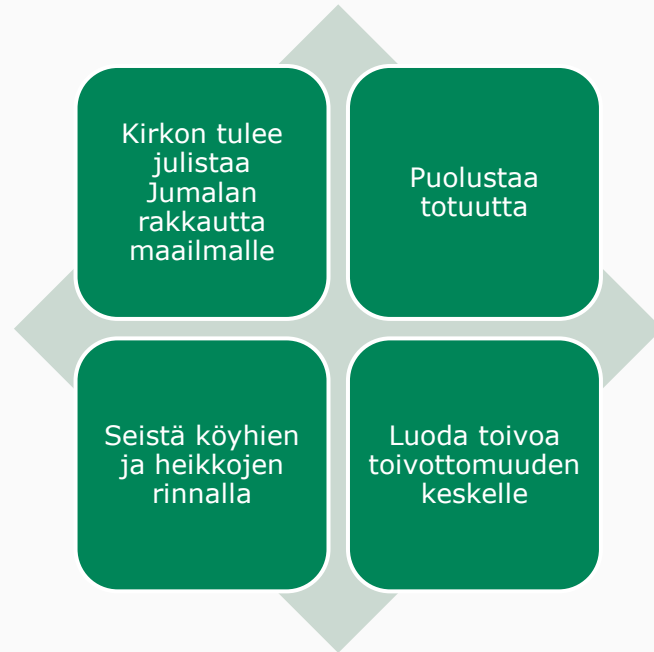 Kirkon tulee
julistaa
Jumalan
rakkautta
maailmalle
Puolustaa
totuutta
Seistä köyhien
ja heikkojen
rinnalla
Luoda toivoa
toivottomuuden
keskelle